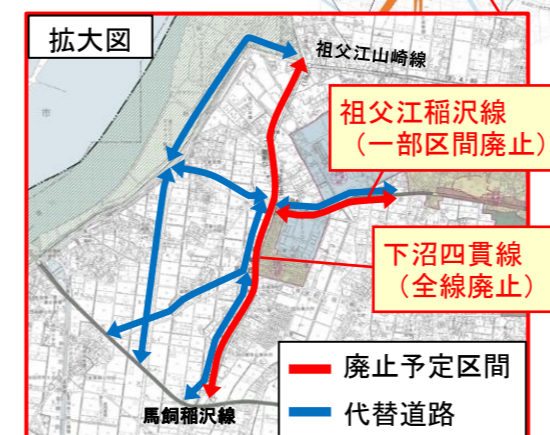 拡大図
祖父江山崎線
祖父江稲沢線
（一部区間廃止）
下沼四貫線
（全線廃止）
馬飼稲沢線
廃止予定区間
代替道路
市